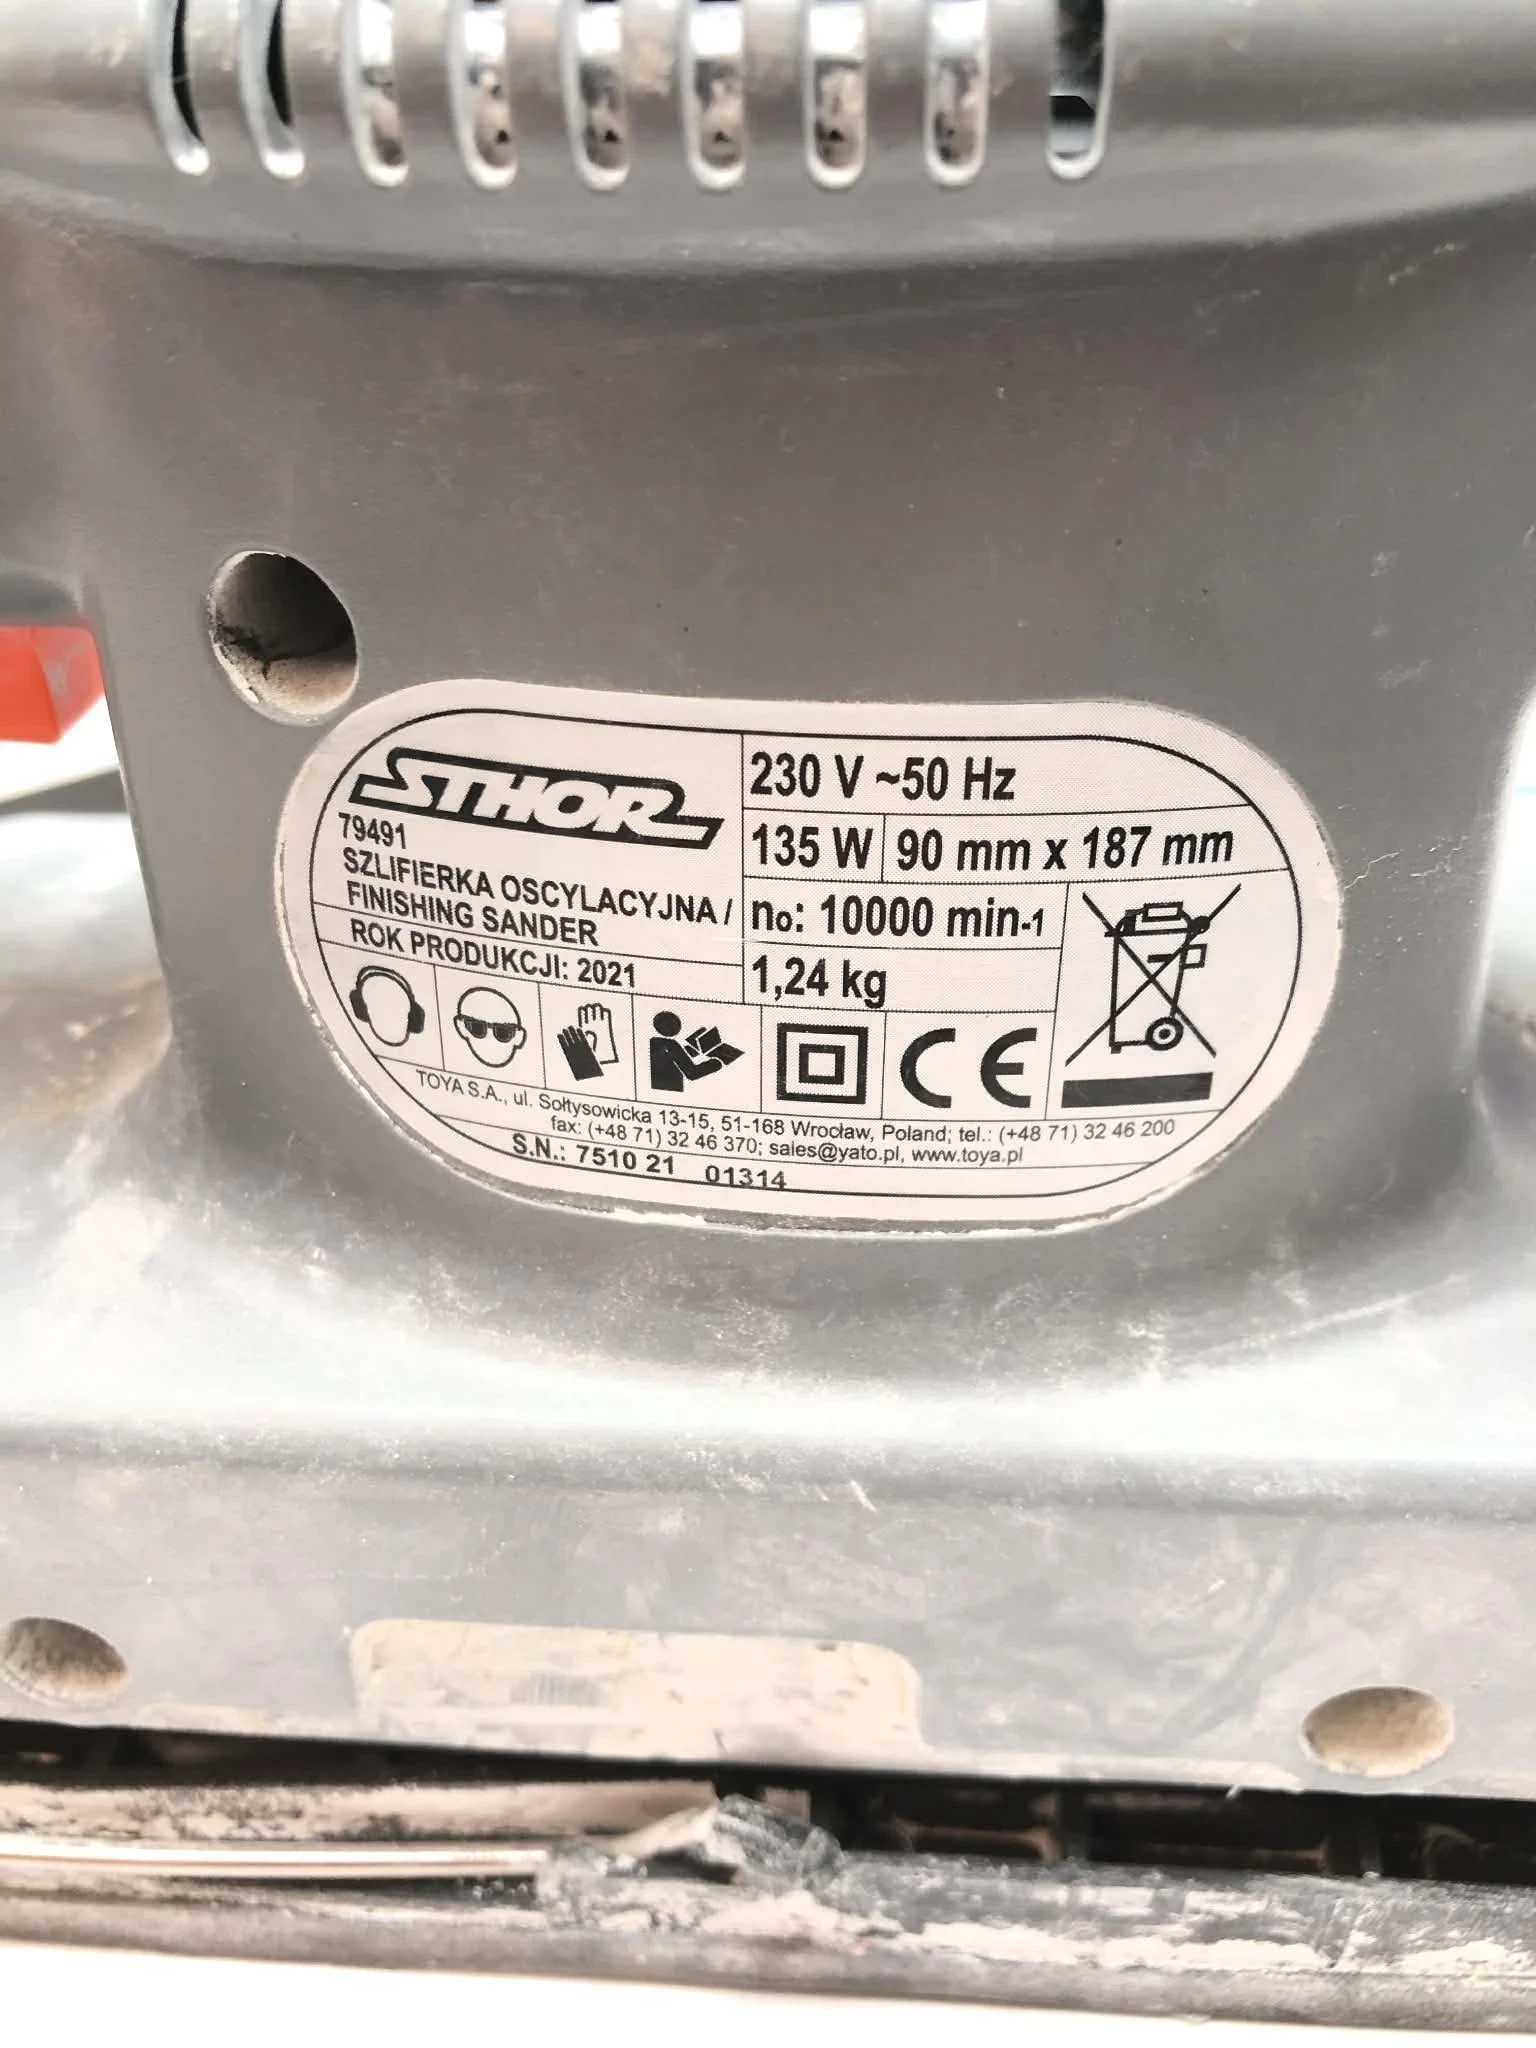 STHOR
79491
SZLIFIERKA OSCYLACYJNA /
FINISHING SANDER
ROK PRODUKCJI: 2021
230 V ~50 Hz
135 W 90 mm x 187 mm
no: 10000 min-1
1,24 kg
CE
TOYA S.A., ul. Sołtysowicka 13-15, 51-168 Wrocław, Poland; tel.: (+48 71) 32 46 200
fax: (+48 71) 32 46 370; sales@yato.pl, www.toya.pl
S.N.: 7510 21 01314